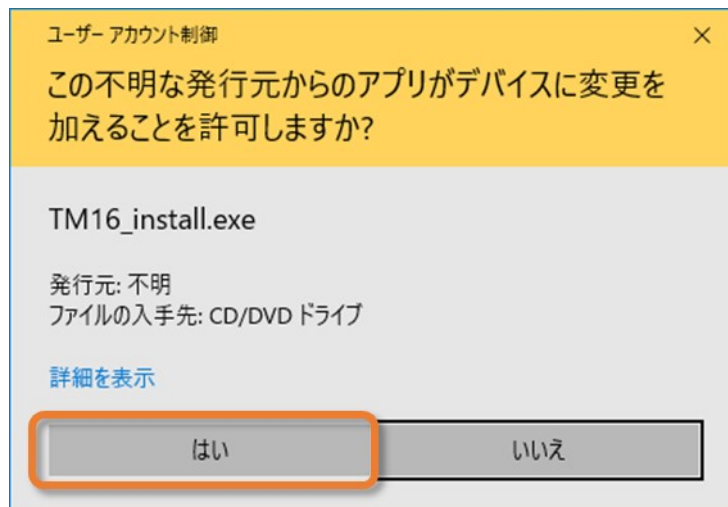 ユーザー アカウント制御
この不明な発行元からのアプリがデバイスに変更を
加えることを許可しますか?
TM16_install.exe
発行元: 不明
ファイルの入手先: CD/DVD ドライブ
詳細を表示
はい
いいえ